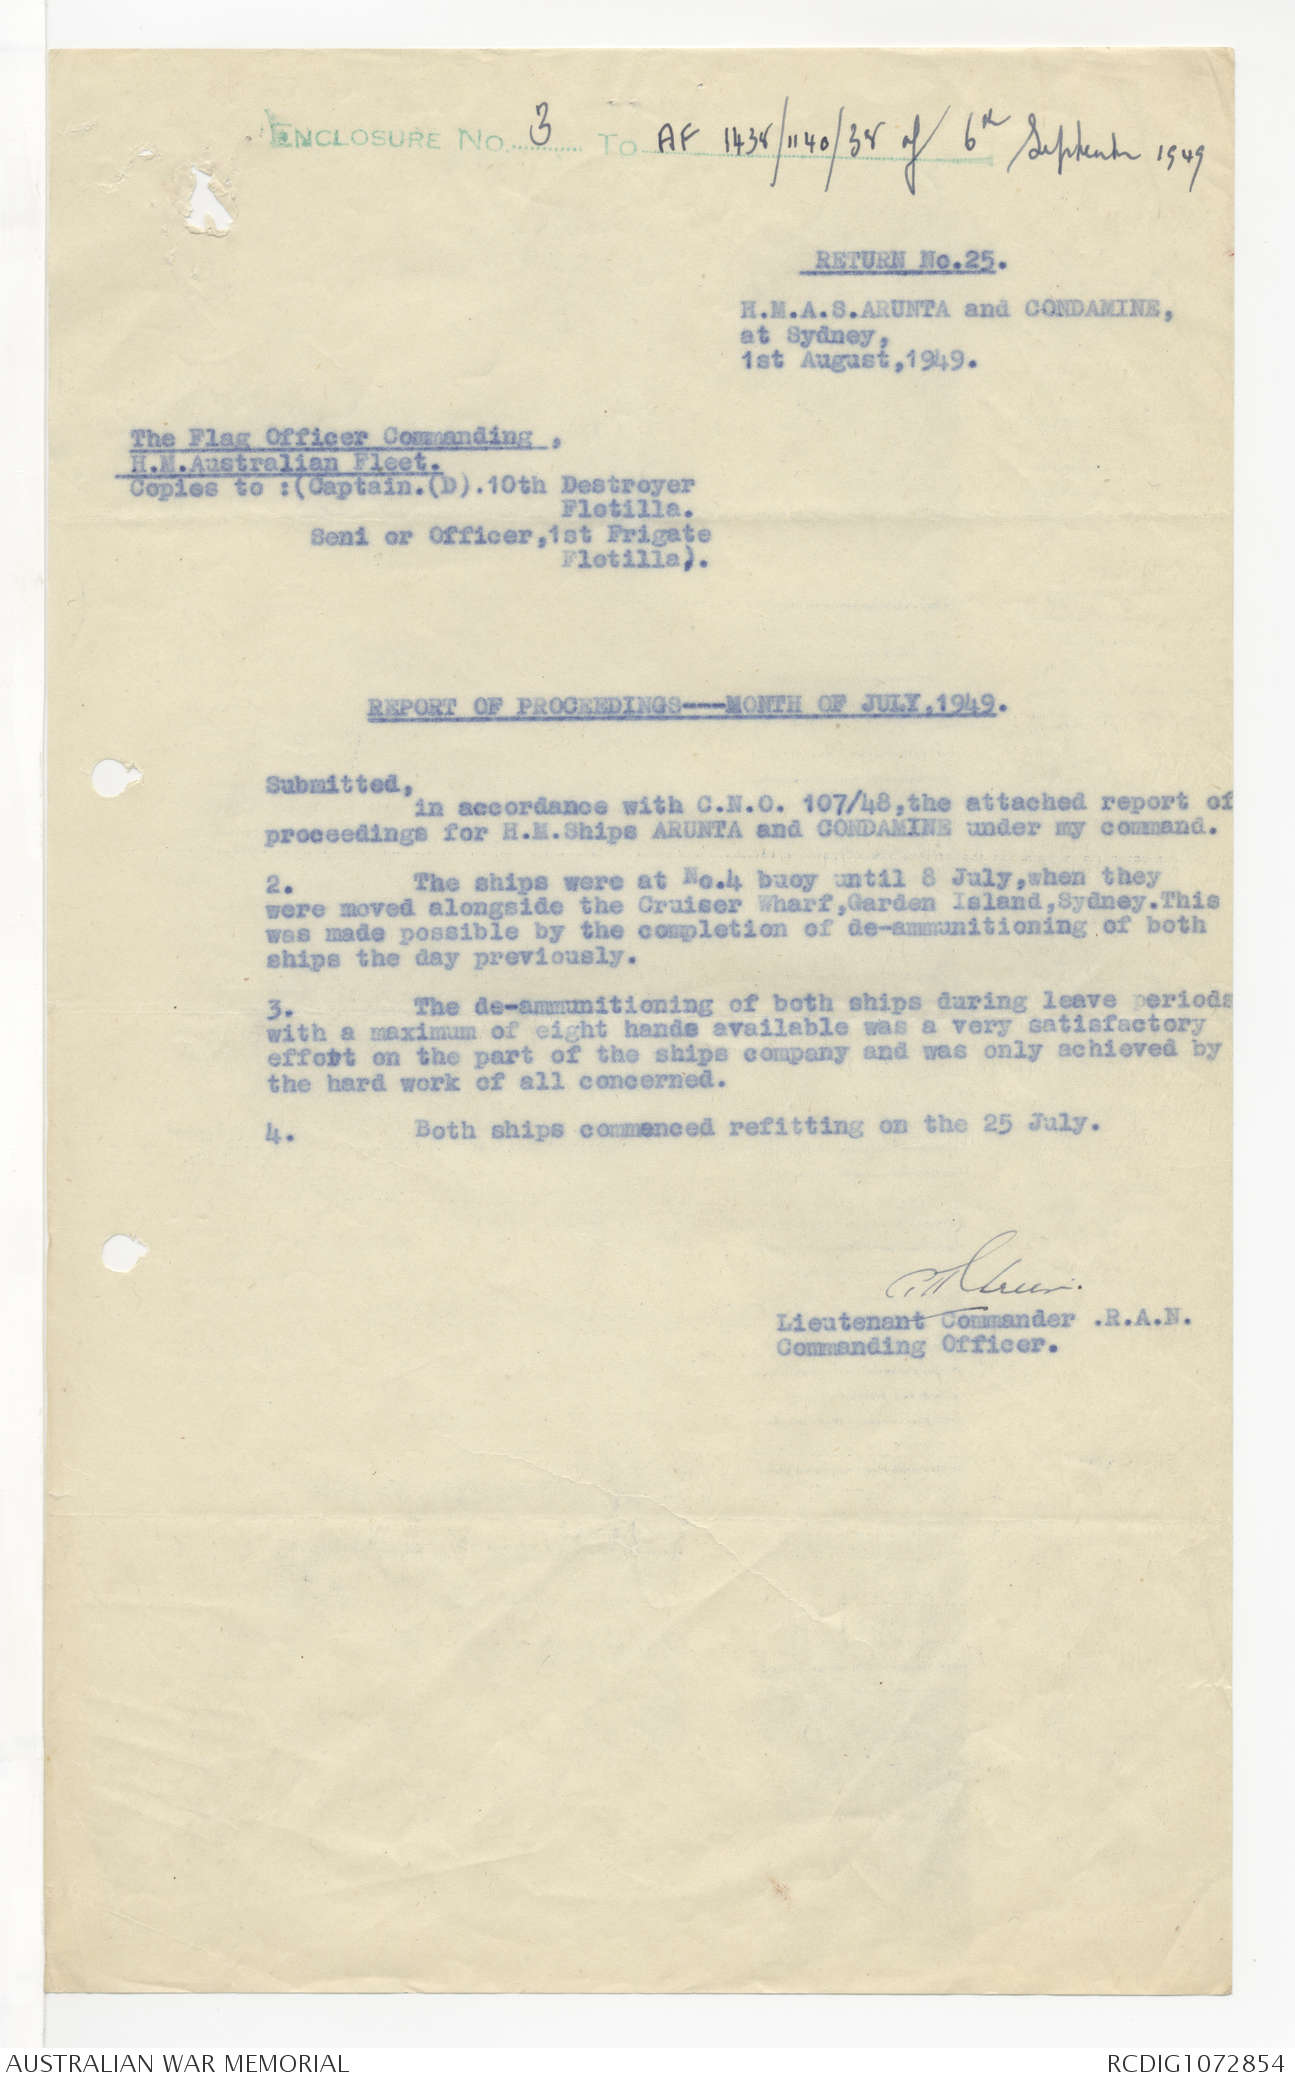 ENCLOSURE NO. 3 TO AF 1438/1140/38 of 6th September 1949
RETURN No.25.
H.M.A.S.ARUNTA and CONDAMINE,
at Sydney,
1st August,1949.
The Flag Officer Commanding ,
H.M.Australian Fleet.
Copies to :(Captain.(D).10th Destroyer
Flotilla.
Seni or Officer,1st Frigate
Flotilla).
REPORT OF PROCEEDINGS---MONTH OF JULY,1949.
Submitted,
in accordance with C.N.O. 107/48,the attached report of
proceedings for H.M.Ships ARUNTA and CONDAMINE under my command.
2. The ships were at No.4 buoy until 8 July,when they
were moved alongside the Cruiser Wharf,Garden Island,Sydney.This
was made possible by the completion of de-ammunitioning of both
ships the day previously.
3. The de-ammunitioning of both ships during leave periods
with a maximum of eight hands available was a very satisfactory
effort on the part of the ships company and was only achieved by
the hard work of all concerned.
4. Both ships commenced refitting on the 25 July.
Lieutenant Commander .R.A.N.
Commanding Officer.
AUSTRALIAN WAR MEMORIAL
RCDIG1072854